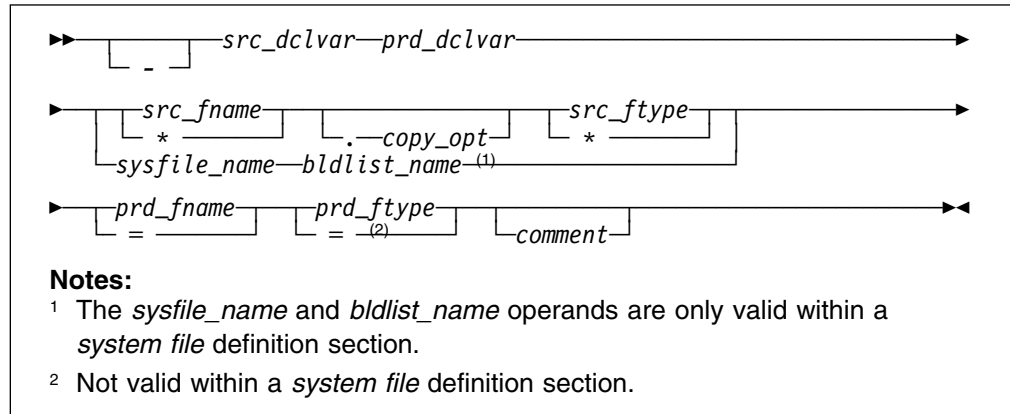 - src_dclvar prd_dclvar
src_fname . copy_opt src_ftype
* *
sysfile_name bldlist_name (1)
prd_fname prd_ftype
= = (2) comment
Notes:
1 The sysfile_name and bldlist_name operands are only valid within a
system file definition section.
2 Not valid within a system file definition section.